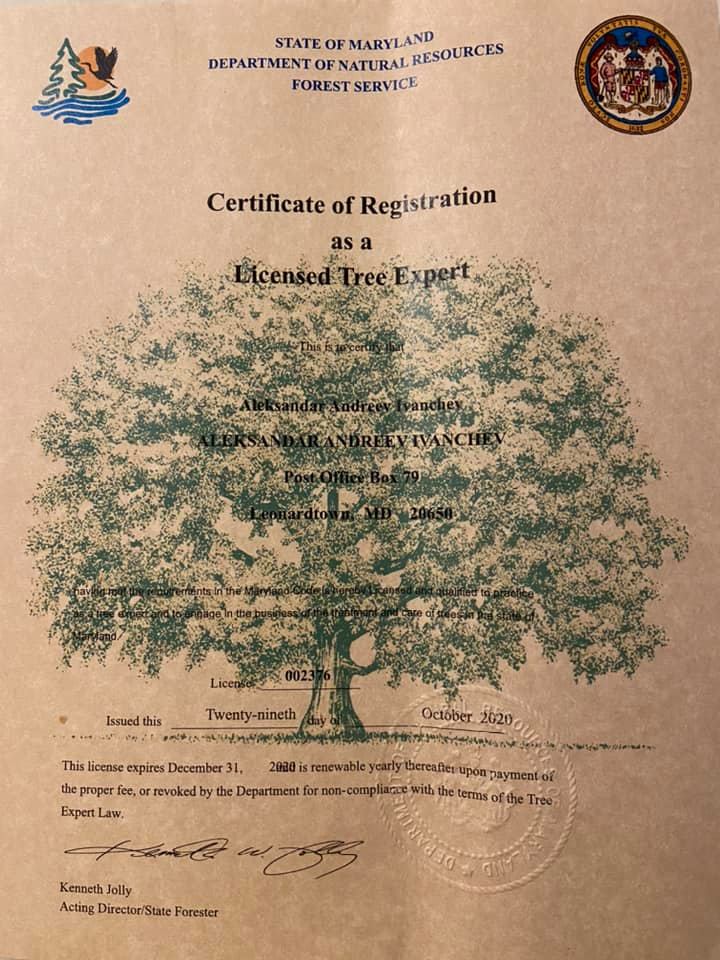 STATE OF MARYLAND
DEPARTMENT OF NATURAL RESOURCES
FOREST SERVICE
1632
Certificate of Registration
as a
Licensed Tree Expert
This is to certify that
Aleksandar Andreev Ivanchev
ALEKSANDAR ANDREEV IVANCHEV
Post Office Box 79
Leonardtown, MD 20650
having met the requirements in the Maryland Code is hereby Licensed and qualified to practice
as a tree expert and to engage in the business of the treatment and care of trees in the state of
Maryland.
License 002376
Issued this Twenty-ninth day of October 2020
This license expires December 31, is renewable yearly thereafter upon payment of
the proper fee, or revoked by the Department for non-compliance with the terms of the Tree
Expert Law.
Kenneth W. Jolly
Kenneth Jolly
Acting Director/State Forester